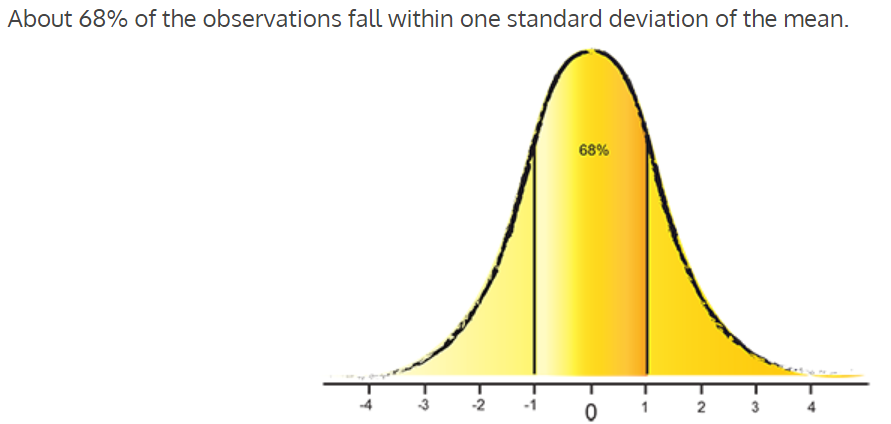 About 68% of the observations fall within one standard deviation of the mean.
68%
-4 -3 -2 -1 0 1 2 3 4